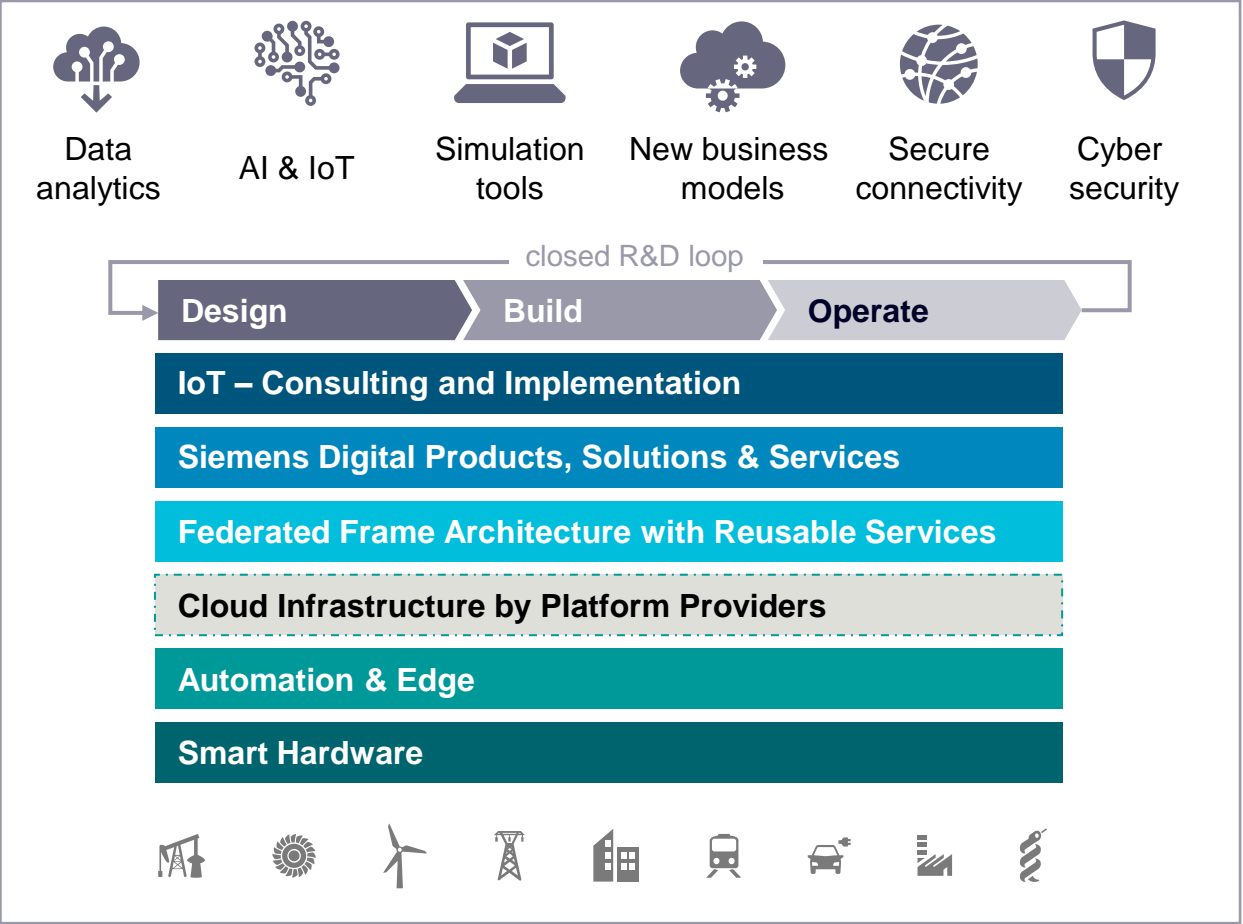 Data
analytics
AI & IoT
Simulation
tools
New business
models
Secure
connectivity
Cyber
security
closed R&D loop
Design
Build
Operate
IoT – Consulting and Implementation
Siemens Digital Products, Solutions & Services
Federated Frame Architecture with Reusable Services
Cloud Infrastructure by Platform Providers
Automation & Edge
Smart Hardware